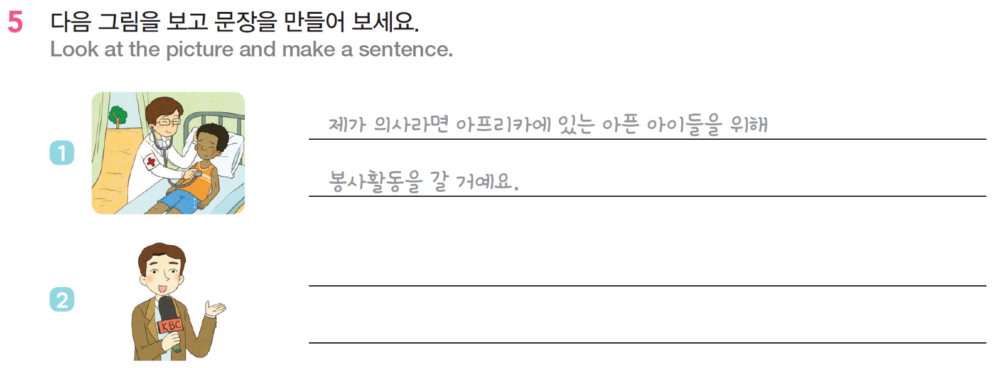 5 다음 그림을 보고 문장을 만들어 보세요.
Look at the picture and make a sentence.
1 제가 의사라면 아프리카에 있는 아픈 아이들을 위해
봉사활동을 갈 거예요.
2
KBC